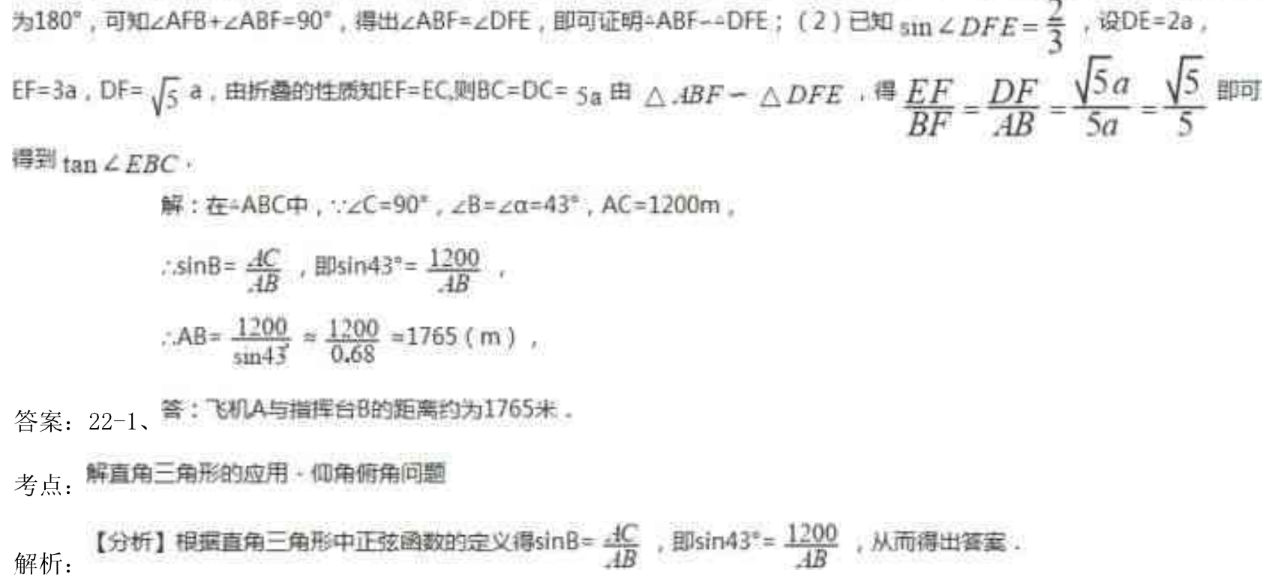 为180°，可知∠AFB+∠ABF=90°，得出∠ABF=∠DFE，即可证明△ABF∽△DFE；（2）已知 sin∠DFE=2/3 ，设DE=2a，
EF=3a，DF=√5 a，由折叠的性质知EF=EC,则BC=DC= 5a 由 △ABF∽△DFE ，得 EF/BF = DF/AB = √5a/5a = √5/5 即可
得到 tan∠EBC．
解：在△ABC中，∵∠C=90°，∠B=∠α=43°，AC=1200m，
∴sinB= AC/AB ，即sin43°= 1200/AB ，
∴AB= 1200/sin43° ≈ 1200/0.68 ≈1765（m），
答案：22-1、答：飞机A与指挥台B的距离约为1765米．
考点：解直角三角形的应用 - 仰角俯角问题
解析：【分析】根据直角三角形中正弦函数的定义得sinB= AC/AB ，即sin43°= 1200/AB ，从而得出答案．